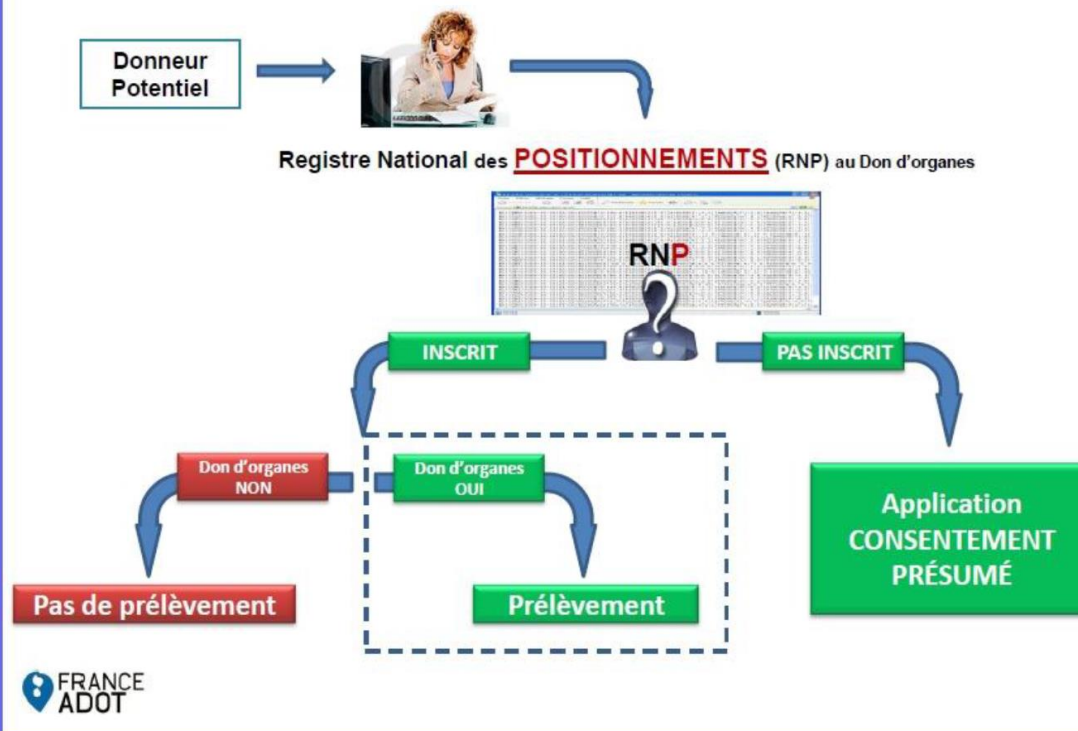 Donneur
Potentiel
Registre National des POSITIONNEMENTS (RNP) au Don d'organes
RNP
INSCRIT
PAS INSCRIT
Don d'organes
NON
Don d'organes
OUI
Application
CONSENTEMENT
PRÉSUMÉ
Pas de prélèvement
Prélèvement
FRANCE
ADOT